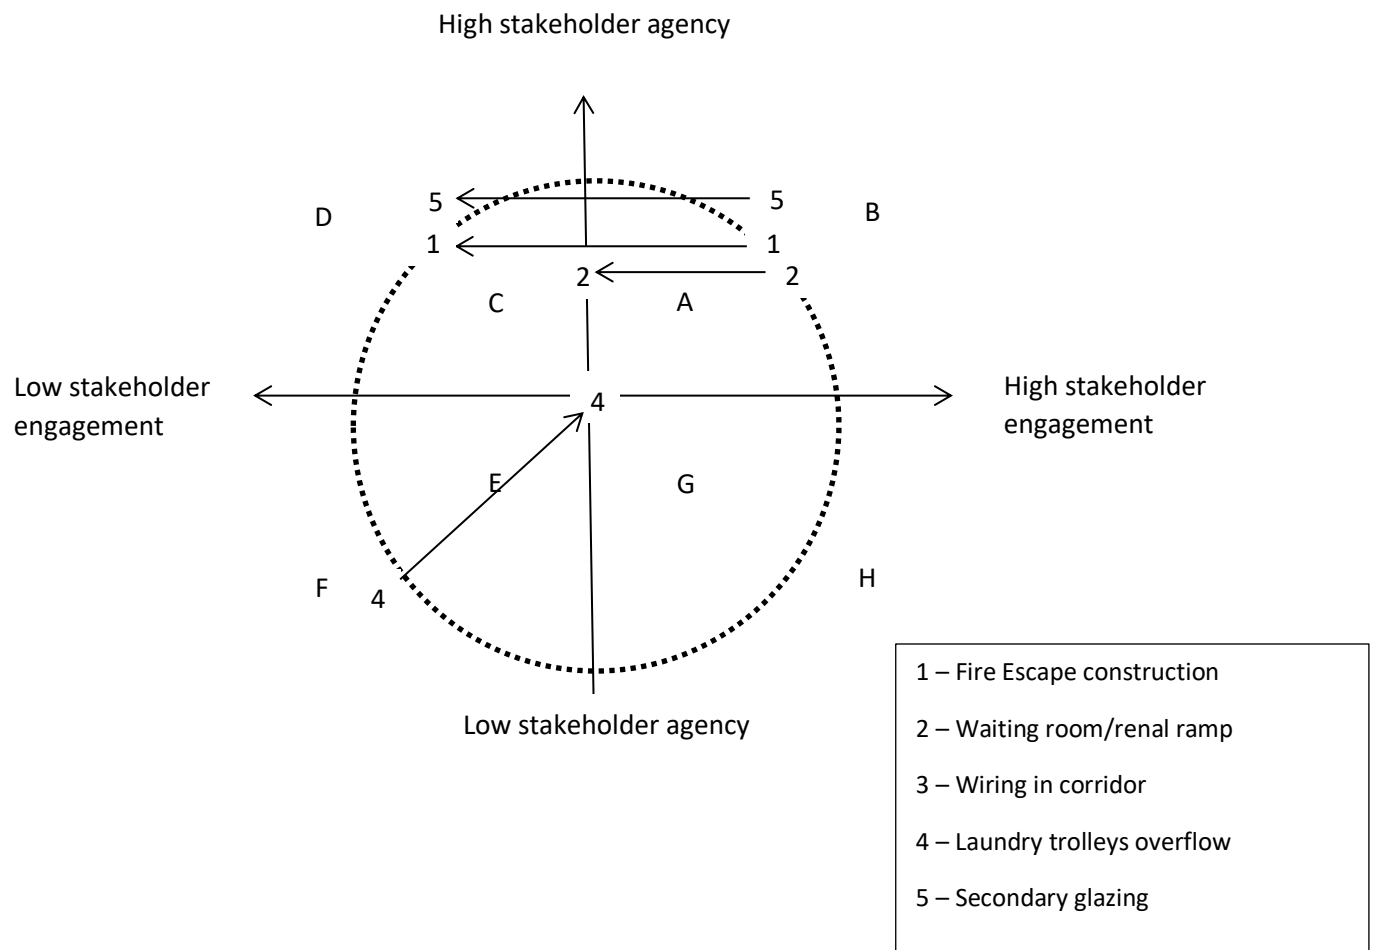 High stakeholder agency
5 5
D B
1 1
2 2
C A
Low stakeholder
engagement
4
High stakeholder
engagement
E G
F 4 H
Low stakeholder agency
1 – Fire Escape construction
2 – Waiting room/renal ramp
3 – Wiring in corridor
4 – Laundry trolleys overflow
5 – Secondary glazing